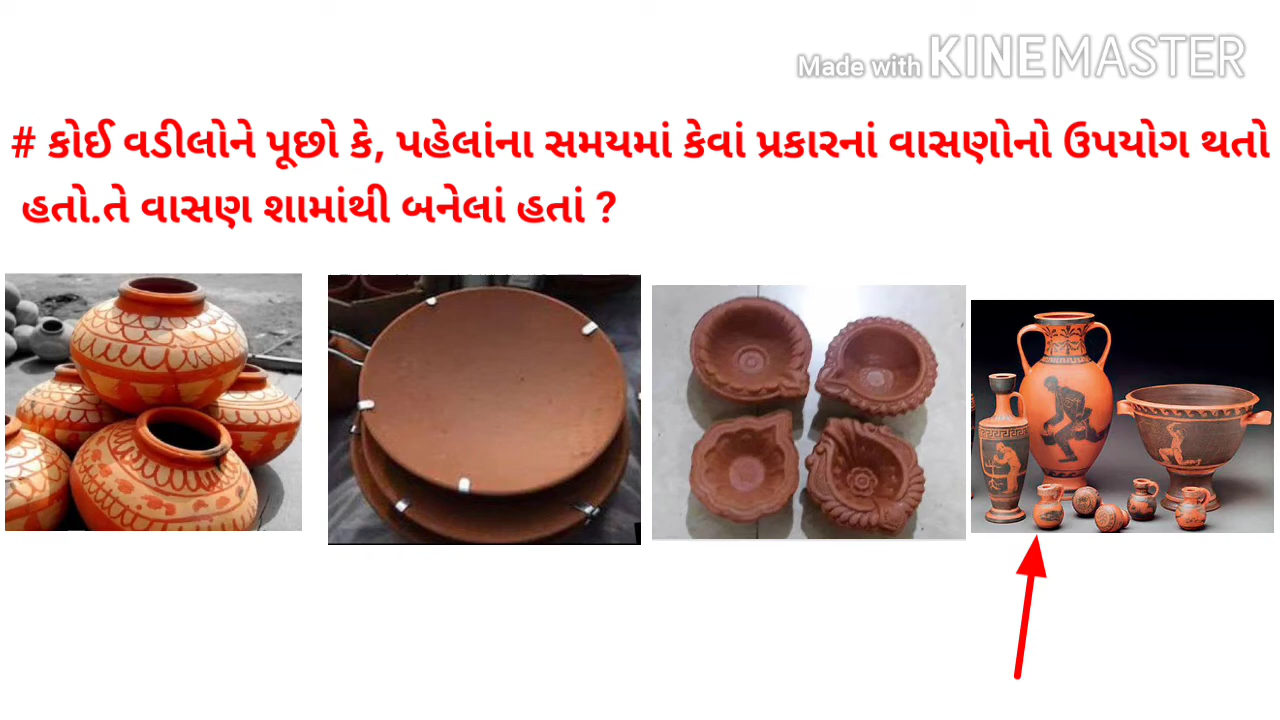 Made with KINEMASTER
# કોઈ વડીલોને પૂછો કે, પહેલાંના સમયમાં કેવાં પ્રકારનાં વાસણોનો ઉપયોગ થતો
હતો.તે વાસણ શામાંથી બનેલાં હતાં ?